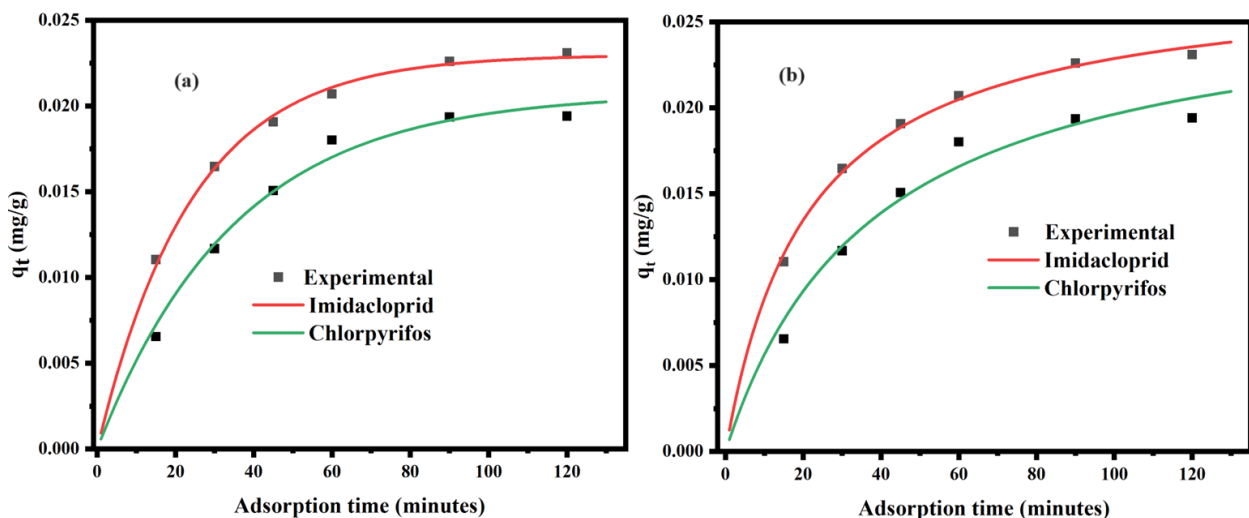 0.025
0.020
0.015
0.010
0.005
0.000
qt (mg/g)
(a)
Experimental
Imidacloprid
Chlorpyrifos
0 20 40 60 80 100 120
Adsorption time (minutes)
0.025
0.020
0.015
0.010
0.005
0.000
qt (mg/g)
(b)
Experimental
Imidacloprid
Chlorpyrifos
0 20 40 60 80 100 120
Adsorption time (minutes)